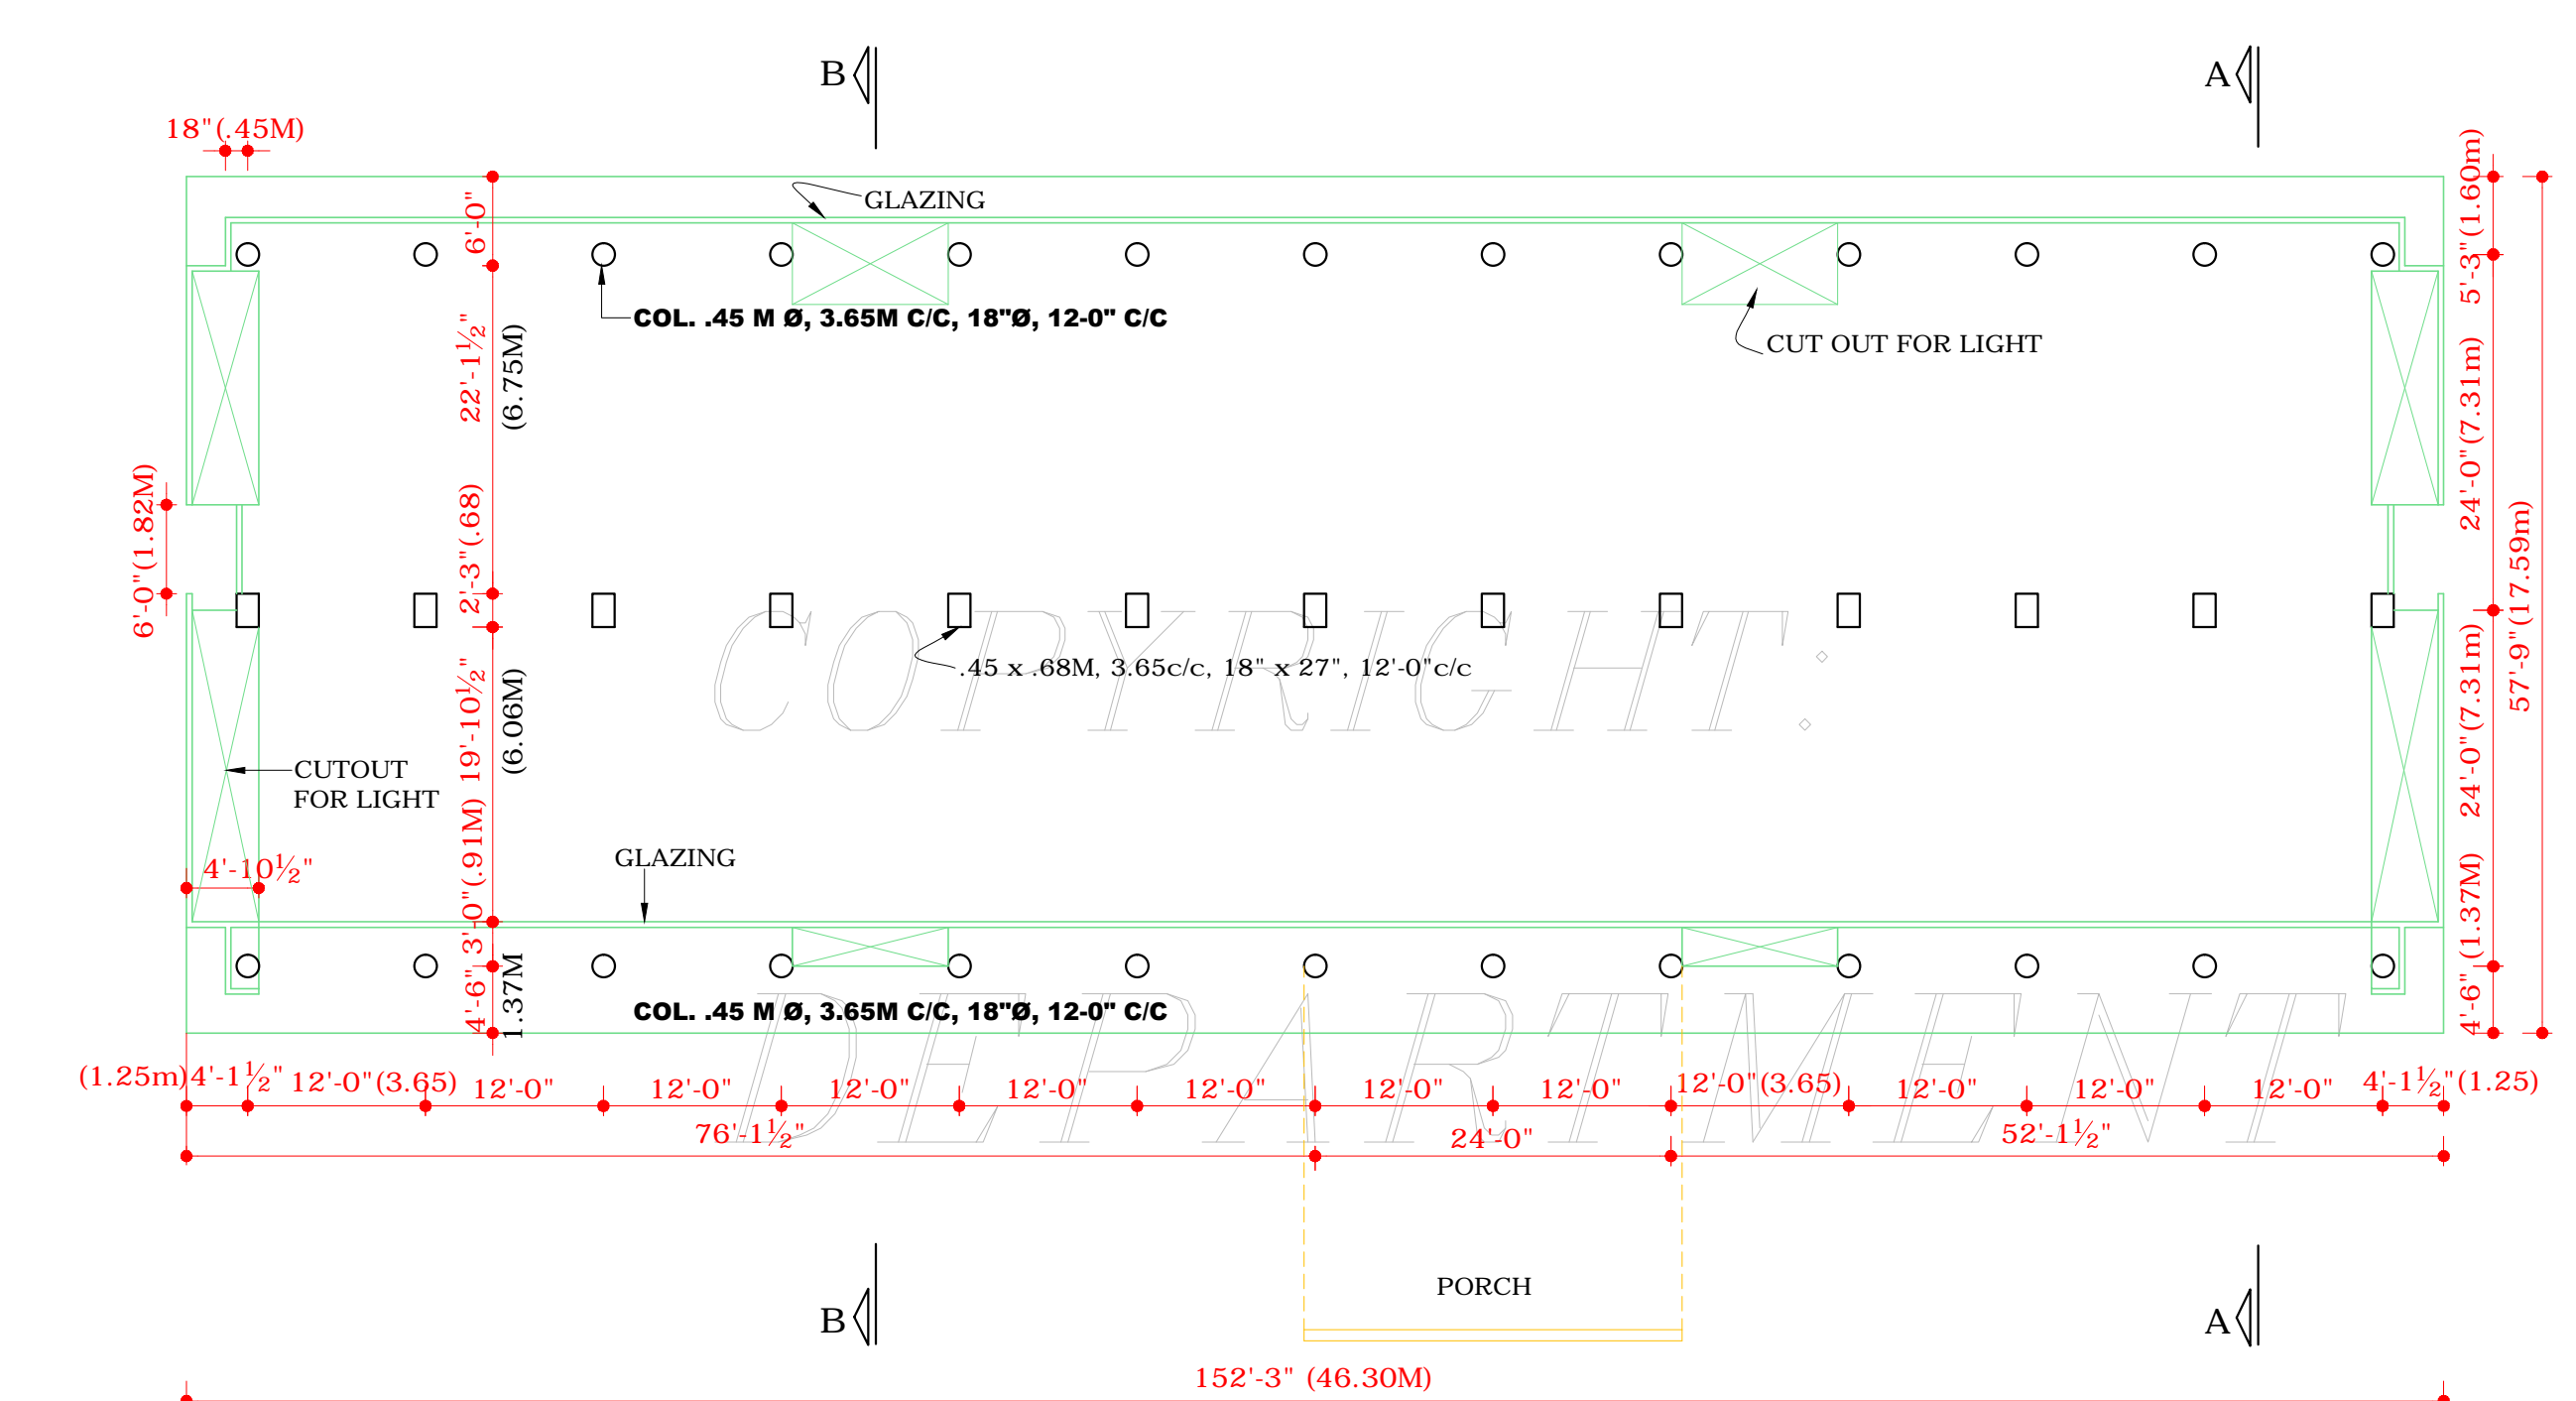 B
A
18"(.45M)
GLAZING
6'-0"
5'-3"(1.60m)
COL. .45 M Ø, 3.65M C/C, 18"Ø, 12-0" C/C
CUT OUT FOR LIGHT
22'-1½"
(6.75M)
24'-0"(7.31m)
6'-0"(1.82M)
2'-3"(.68)
57'-9"(17.59m)
COPYRIGHT:
.45 x .68M, 3.65c/c, 18" x 27", 12'-0"c/c
19'-10½"
(6.06M)
24'-0"(7.31m)
CUTOUT
FOR LIGHT
4'-10½"
GLAZING
3'-0"(.91M)
4'-6"
1.37M
4'-6" (1.37M)
COL. .45 M Ø, 3.65M C/C, 18"Ø, 12-0" C/C
DEPARTMENT
(1.25m) 4'-1½" 12'-0"(3.65) 12'-0" 12'-0" 12'-0" 12'-0" 12'-0" 12'-0" 12'-0" 12'-0"(3.65) 12'-0" 12'-0" 12'-0" 4'-1½"(1.25)
76'-1½" 24'-0" 52'-1½"
PORCH
B
A
152'-3" (46.30M)